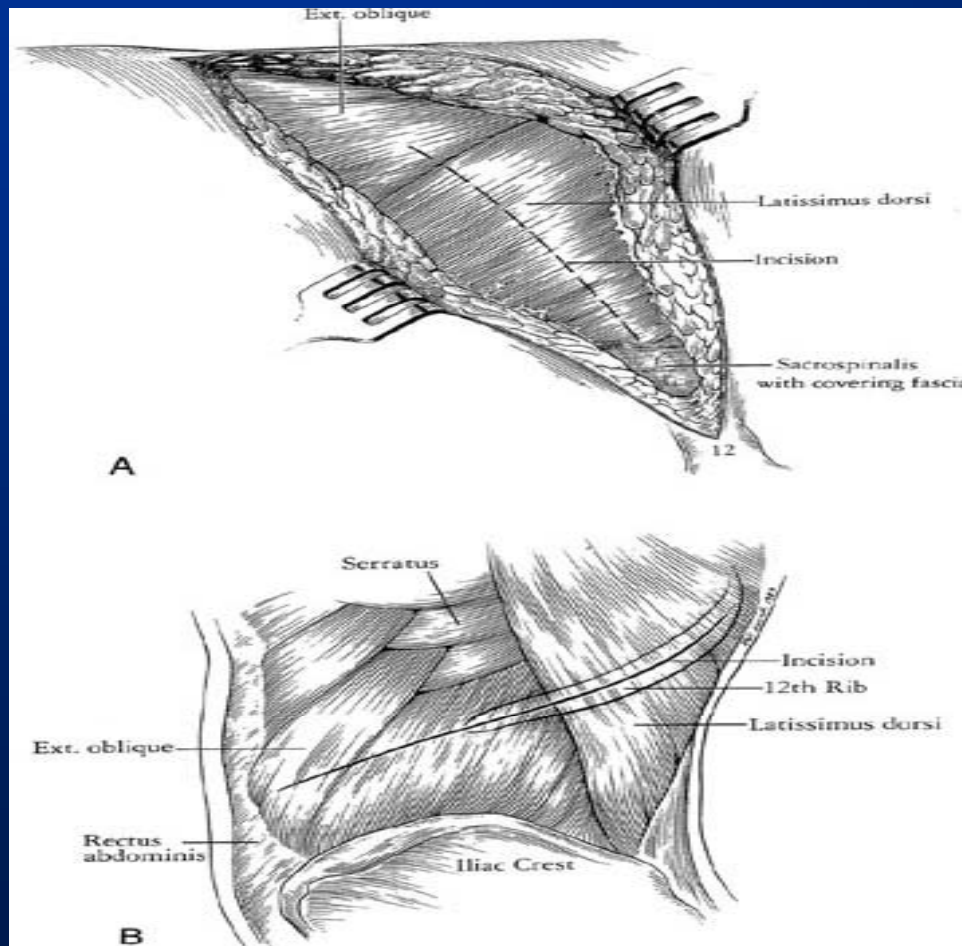 Ext. oblique
Latissimus dorsi
Incision
Sacrospinalis
with covering fascia
12
A
Serratus
Incision
12th Rib
Latissimus dorsi
Ext. oblique
Rectus
abdominis
Iliac Crest
B